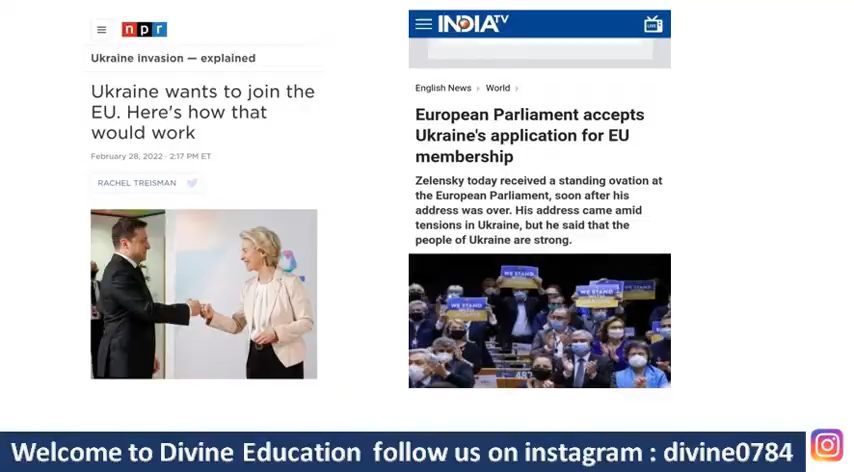 npr
Ukraine invasion — explained
Ukraine wants to join the
EU. Here's how that
would work
February 28, 2022 · 2:17 PM ET
RACHEL TREISMAN
INDIA TV
LIVE
English News › World ›
European Parliament accepts
Ukraine's application for EU
membership
Zelensky today received a standing ovation at
the European Parliament, soon after his
address was over. His address came amid
tensions in Ukraine, but he said that the
people of Ukraine are strong.
WE STAND
WE STAND
WE STAND
Welcome to Divine Education follow us on instagram : divine0784